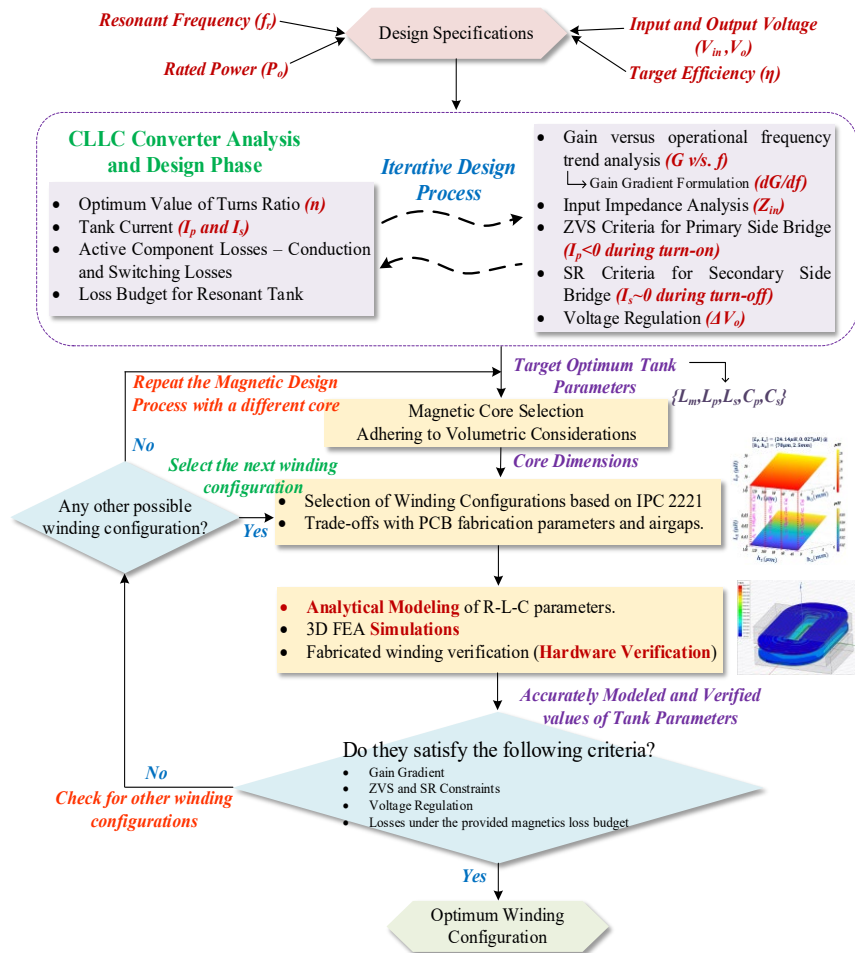 Resonant Frequency (fr)
Rated Power (Po)
Design Specifications
Input and Output Voltage
(Vin ,Vo)
Target Efficiency (η)
CLLC Converter Analysis
and Design Phase
• Optimum Value of Turns Ratio (n)
• Tank Current (Ip and Is)
• Active Component Losses – Conduction
and Switching Losses
• Loss Budget for Resonant Tank
Iterative Design
Process
• Gain versus operational frequency
trend analysis (G v/s. f)
Gain Gradient Formulation (dG/df)
• Input Impedance Analysis (Zin)
• ZVS Criteria for Primary Side Bridge
(Ip<0 during turn-on)
• SR Criteria for Secondary Side
Bridge (Is~0 during turn-off)
• Voltage Regulation (ΔVo)
Repeat the Magnetic Design
Process with a different core
Target Optimum Tank
Parameters
{Lm,Lp,Ls,Cp,Cs}
Magnetic Core Selection
Adhering to Volumetric Considerations
No
Select the next winding
configuration
Core Dimensions
Any other possible
winding configuration?
Yes
• Selection of Winding Configurations based on IPC 2221
• Trade-offs with PCB fabrication parameters and airgaps.
• Analytical Modeling of R-L-C parameters.
• 3D FEA Simulations
• Fabricated winding verification (Hardware Verification)
Accurately Modeled and Verified
values of Tank Parameters
Do they satisfy the following criteria?
• Gain Gradient
• ZVS and SR Constraints
• Voltage Regulation
• Losses under the provided magnetics loss budget
No
Check for other winding
configurations
Yes
Optimum Winding
Configuration